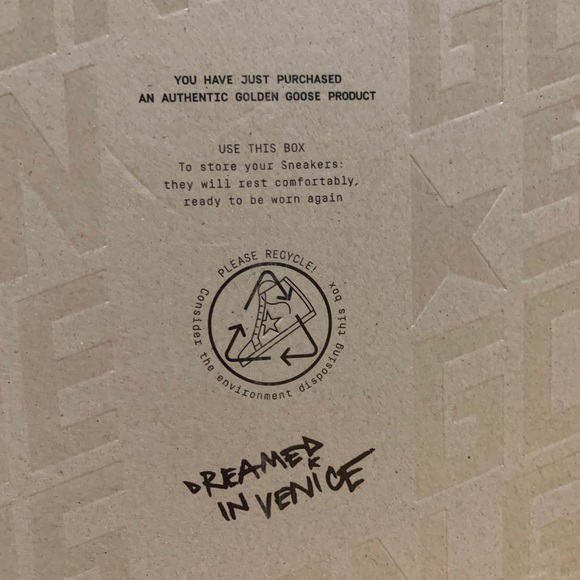 YOU HAVE JUST PURCHASED
AN AUTHENTIC GOLDEN GOOSE PRODUCT
USE THIS BOX
To store your Sneakers:
they will rest comfortably,
ready to be worn again
PLEASE RECYCLE!
Consider the environment disposing this box
DREAMED
IN VENICE